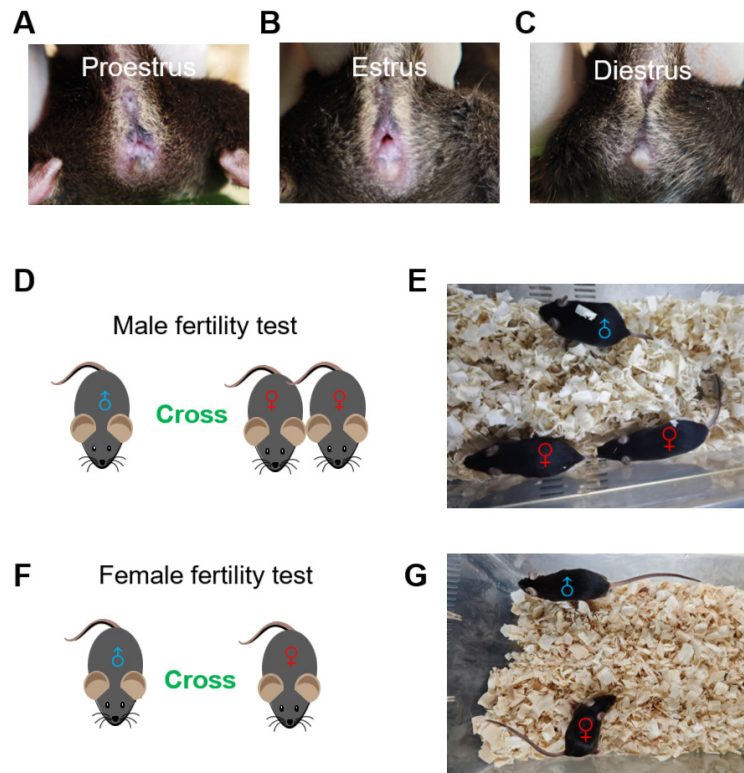 A
B
C
Proestrus
Estrus
Diestrus
D
E
Male fertility test
♂
Cross
♀
♀
♂
♀
♀
F
G
Female fertility test
♂
Cross
♀
♂
♀